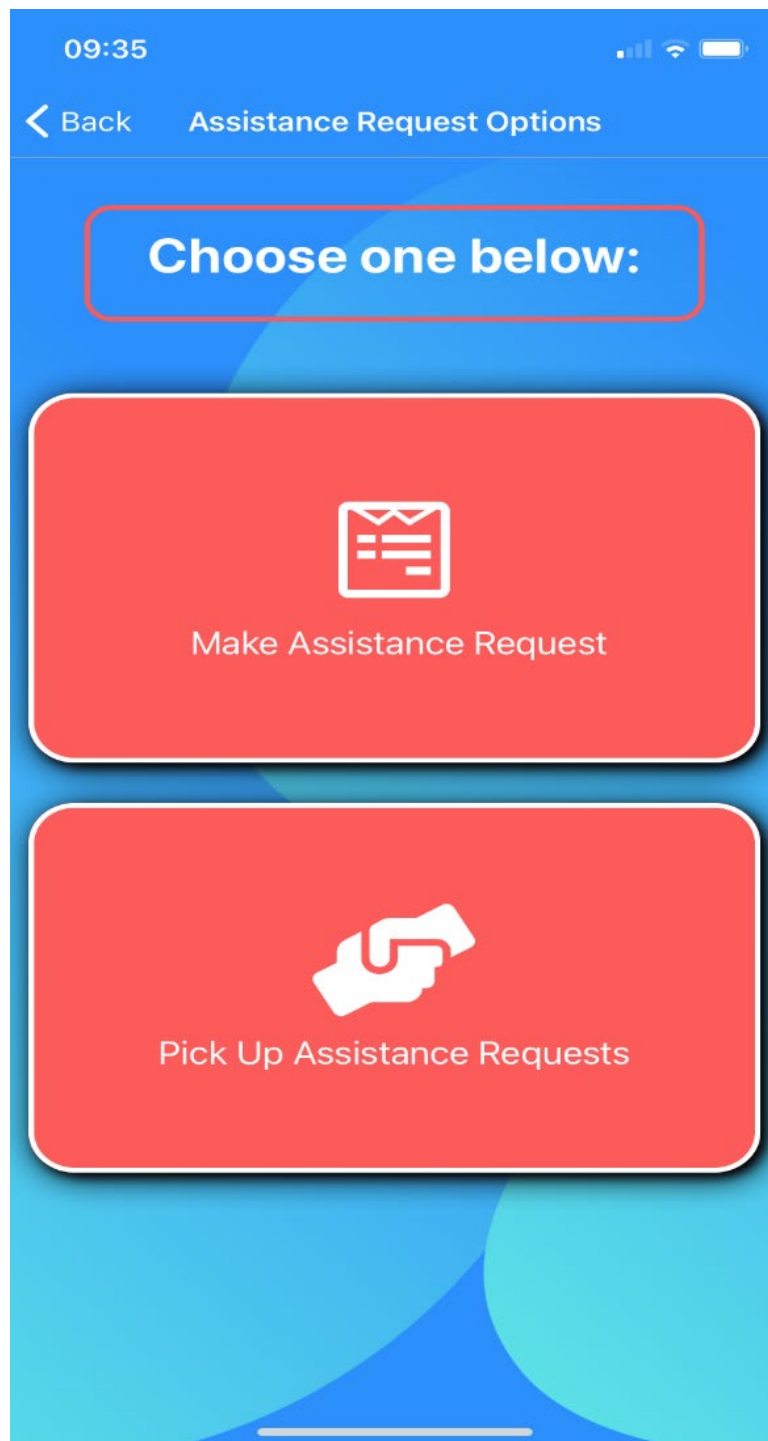 09:35
Back Assistance Request Options
Choose one below:
Make Assistance Request
Pick Up Assistance Requests